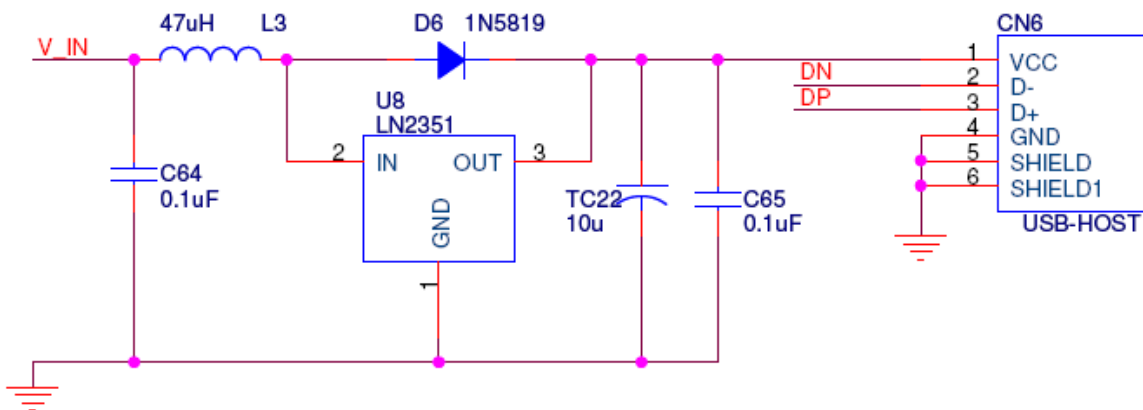 47uH L3
D6 1N5819
CN6
V_IN
1 VCC
DN 2 D-
DP 3 D+
4 GND
5 SHIELD
6 SHIELD1
USB-HOST
U8
LN2351
2 IN OUT 3
GND
1
C64
0.1uF
TC22
10u
C65
0.1uF